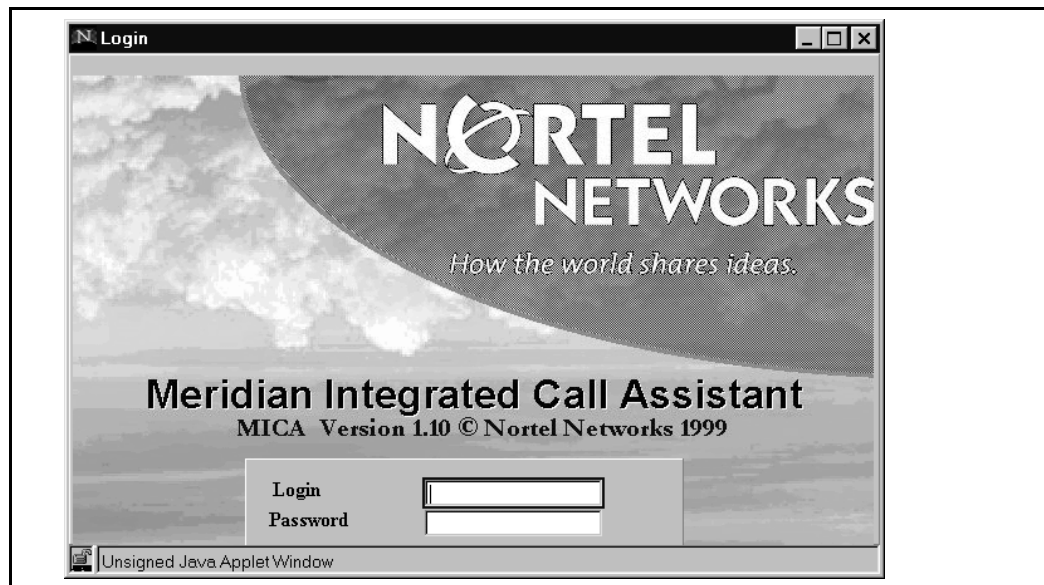 Login
NORTEL
NETWORKS
How the world shares ideas.
Meridian Integrated Call Assistant
MICA Version 1.10 © Nortel Networks 1999
Login
Password
Unsigned Java Applet Window